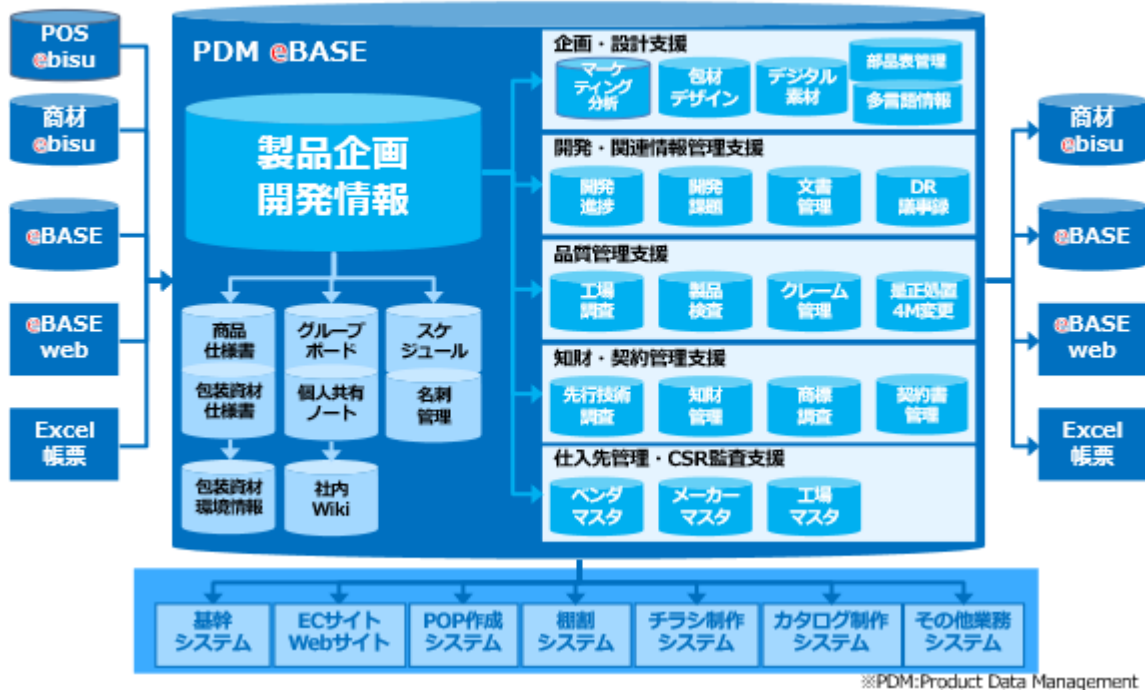 POS
ebisu
商材
ebisu
eBASE
eBASE
web
Excel
帳票
PDM eBASE
製品企画
開発情報
商品
仕様書
グループ
ボード
スケ
ジュール
包装資材
仕様書
個人共有
ノート
名刺
管理
包装資材
環境情報
社内
Wiki
企画・設計支援
マーケ
ティング
分析
包材
デザイン
デジタル
素材
部品表管理
多言語情報
開発・関連情報管理支援
開発
進捗
開発
課題
文書
管理
DR
議事録
品質管理支援
工場
調査
製品
検査
クレーム
管理
是正処置
4M変更
知財・契約管理支援
先行技術
調査
知財
管理
商標
調査
契約書
管理
仕入先管理・CSR監査支援
ベンダ
マスタ
メーカー
マスタ
工場
マスタ
商材
ebisu
eBASE
eBASE
web
Excel
帳票
基幹
システム
ECサイト
Webサイト
POP作成
システム
棚割
システム
チラシ制作
システム
カタログ制作
システム
その他業務
システム
※PDM:Product Data Management